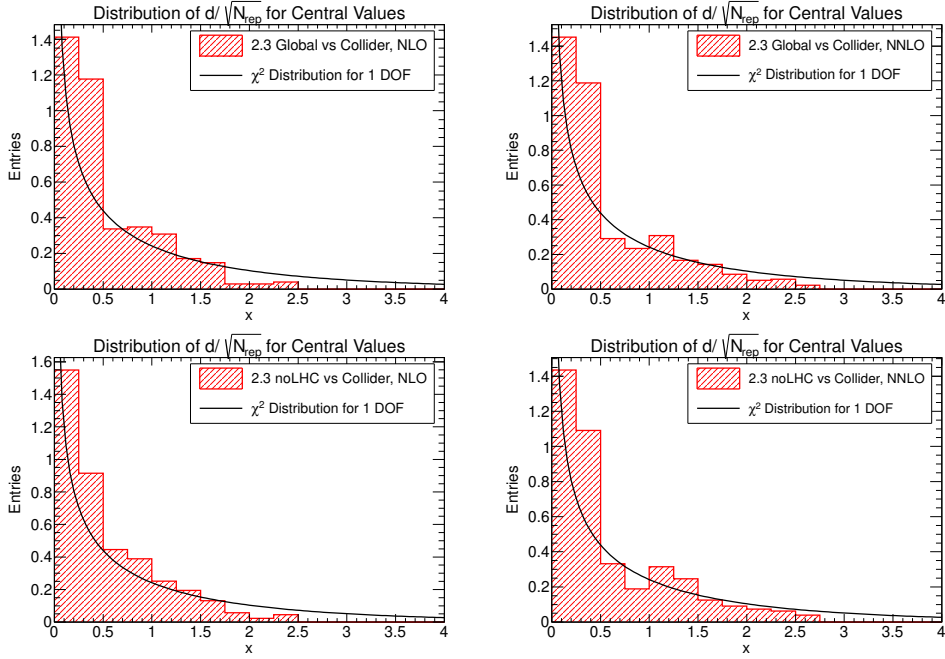 Distribution of d/ √N_rep for Central Values
2.3 Global vs Collider, NLO
χ² Distribution for 1 DOF
Entries
1.4
1.2
1
0.8
0.6
0.4
0.2
0
0 0.5 1 1.5 2 2.5 3 3.5 4
x
Distribution of d/ √N_rep for Central Values
2.3 Global vs Collider, NNLO
χ² Distribution for 1 DOF
Entries
1.4
1.2
1
0.8
0.6
0.4
0.2
0
0 0.5 1 1.5 2 2.5 3 3.5 4
x
Distribution of d/ √N_rep for Central Values
2.3 noLHC vs Collider, NLO
χ² Distribution for 1 DOF
Entries
1.6
1.4
1.2
1
0.8
0.6
0.4
0.2
0
0 0.5 1 1.5 2 2.5 3 3.5 4
x
Distribution of d/ √N_rep for Central Values
2.3 noLHC vs Collider, NNLO
χ² Distribution for 1 DOF
Entries
1.4
1.2
1
0.8
0.6
0.4
0.2
0
0 0.5 1 1.5 2 2.5 3 3.5 4
x